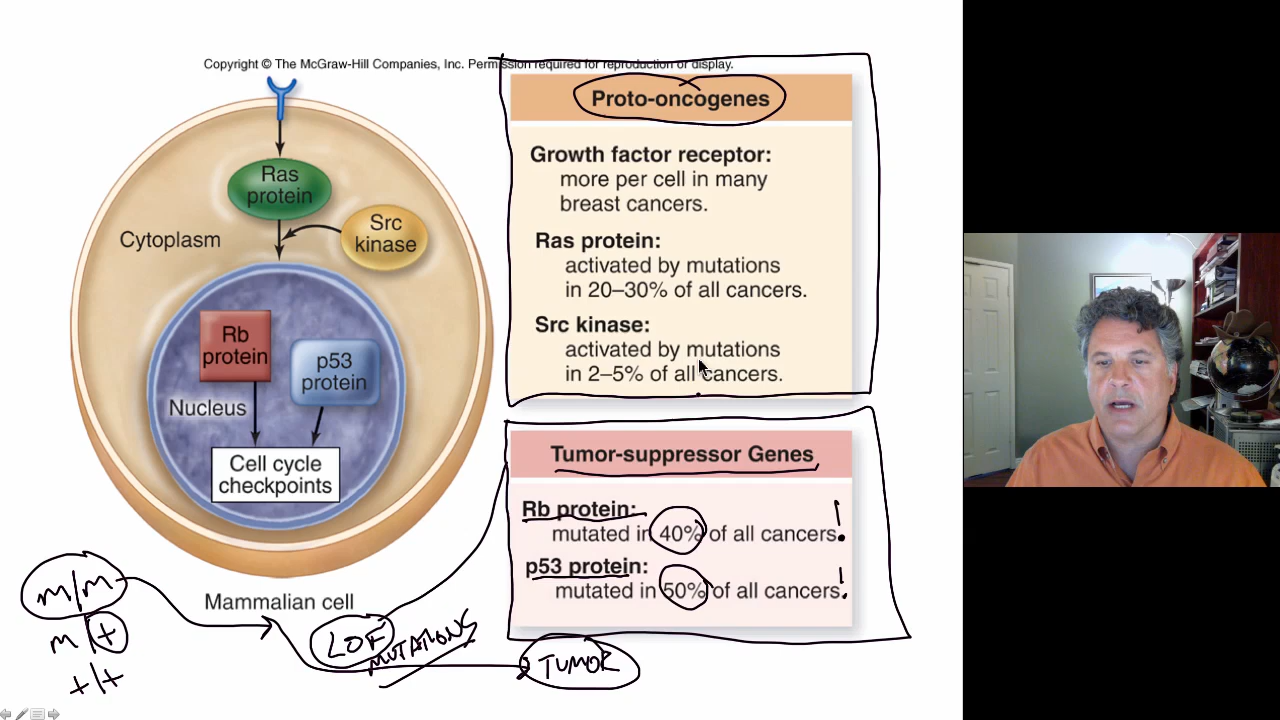 Copyright © The McGraw-Hill Companies, Inc. Permission required for reproduction or display.
Ras
protein
Src
kinase
Cytoplasm
Rb
protein
p53
protein
Nucleus
Cell cycle
checkpoints
Mammalian cell
Proto-oncogenes
Growth factor receptor:
more per cell in many
breast cancers.
Ras protein:
activated by mutations
in 20–30% of all cancers.
Src kinase:
activated by mutations
in 2–5% of all cancers.
Tumor-suppressor Genes
Rb protein:
mutated in 40% of all cancers.!
p53 protein:
mutated in 50% of all cancers.!
m/m
m/+
+/+
LOF
MUTATIONS
TUMOR